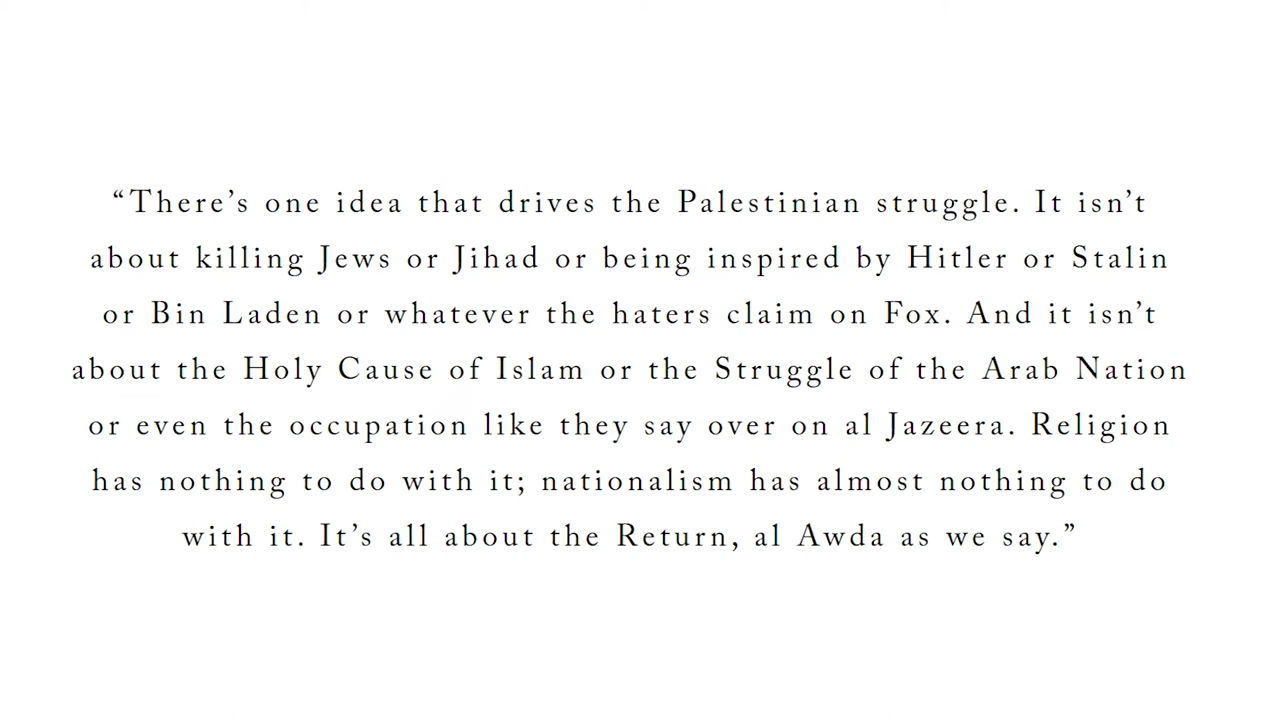 “There’s one idea that drives the Palestinian struggle. It isn’t
about killing Jews or Jihad or being inspired by Hitler or Stalin
or Bin Laden or whatever the haters claim on Fox. And it isn’t
about the Holy Cause of Islam or the Struggle of the Arab Nation
or even the occupation like they say over on al Jazeera. Religion
has nothing to do with it; nationalism has almost nothing to do
with it. It’s all about the Return, al Awda as we say.”